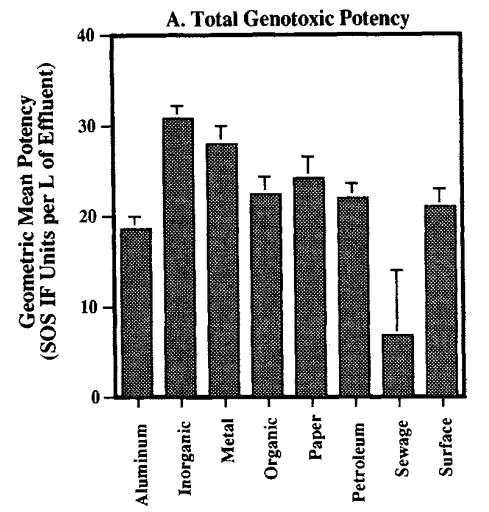 A. Total Genotoxic Potency
Geometric Mean Potency
(SOS IF Units per L of Effluent)
40
30
20
10
0
Aluminum
Inorganic
Metal
Organic
Paper
Petroleum
Sewage
Surface